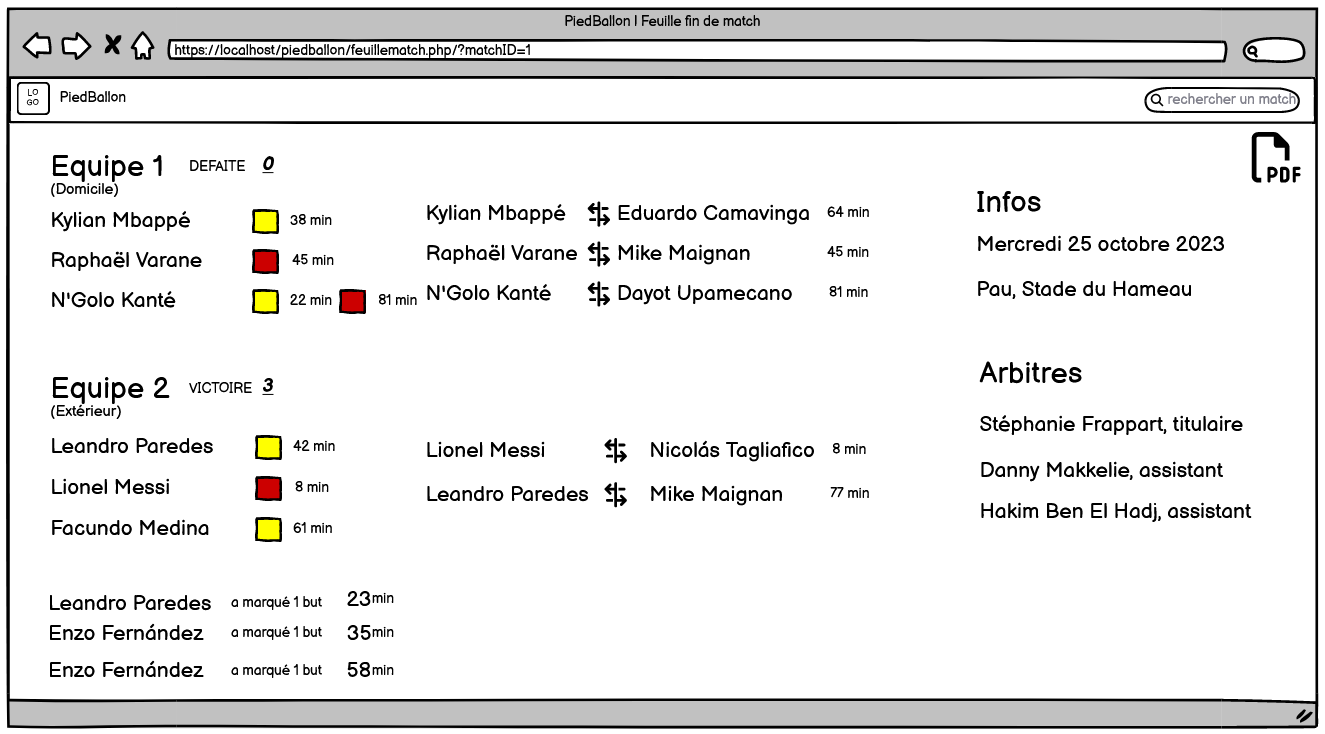 PiedBallon | Feuille fin de match
https://localhost/piedballon/feuillematch.php/?matchID=1
LO
GO
PiedBallon
rechercher un match
PDF
Equipe 1 DEFAITE 0
(Domicile)
Kylian Mbappé 38 min
Raphaël Varane 45 min
N'Golo Kanté 22 min 81 min
Kylian Mbappé Eduardo Camavinga 64 min
Raphaël Varane Mike Maignan 45 min
N'Golo Kanté Dayot Upamecano 81 min
Infos
Mercredi 25 octobre 2023
Pau, Stade du Hameau
Equipe 2 VICTOIRE 3
(Extérieur)
Leandro Paredes 42 min
Lionel Messi 8 min
Facundo Medina 61 min
Lionel Messi Nicolás Tagliafico 8 min
Leandro Paredes Mike Maignan 77 min
Arbitres
Stéphanie Frappart, titulaire
Danny Makkelie, assistant
Hakim Ben El Hadj, assistant
Leandro Paredes a marqué 1 but 23 min
Enzo Fernández a marqué 1 but 35 min
Enzo Fernández a marqué 1 but 58 min